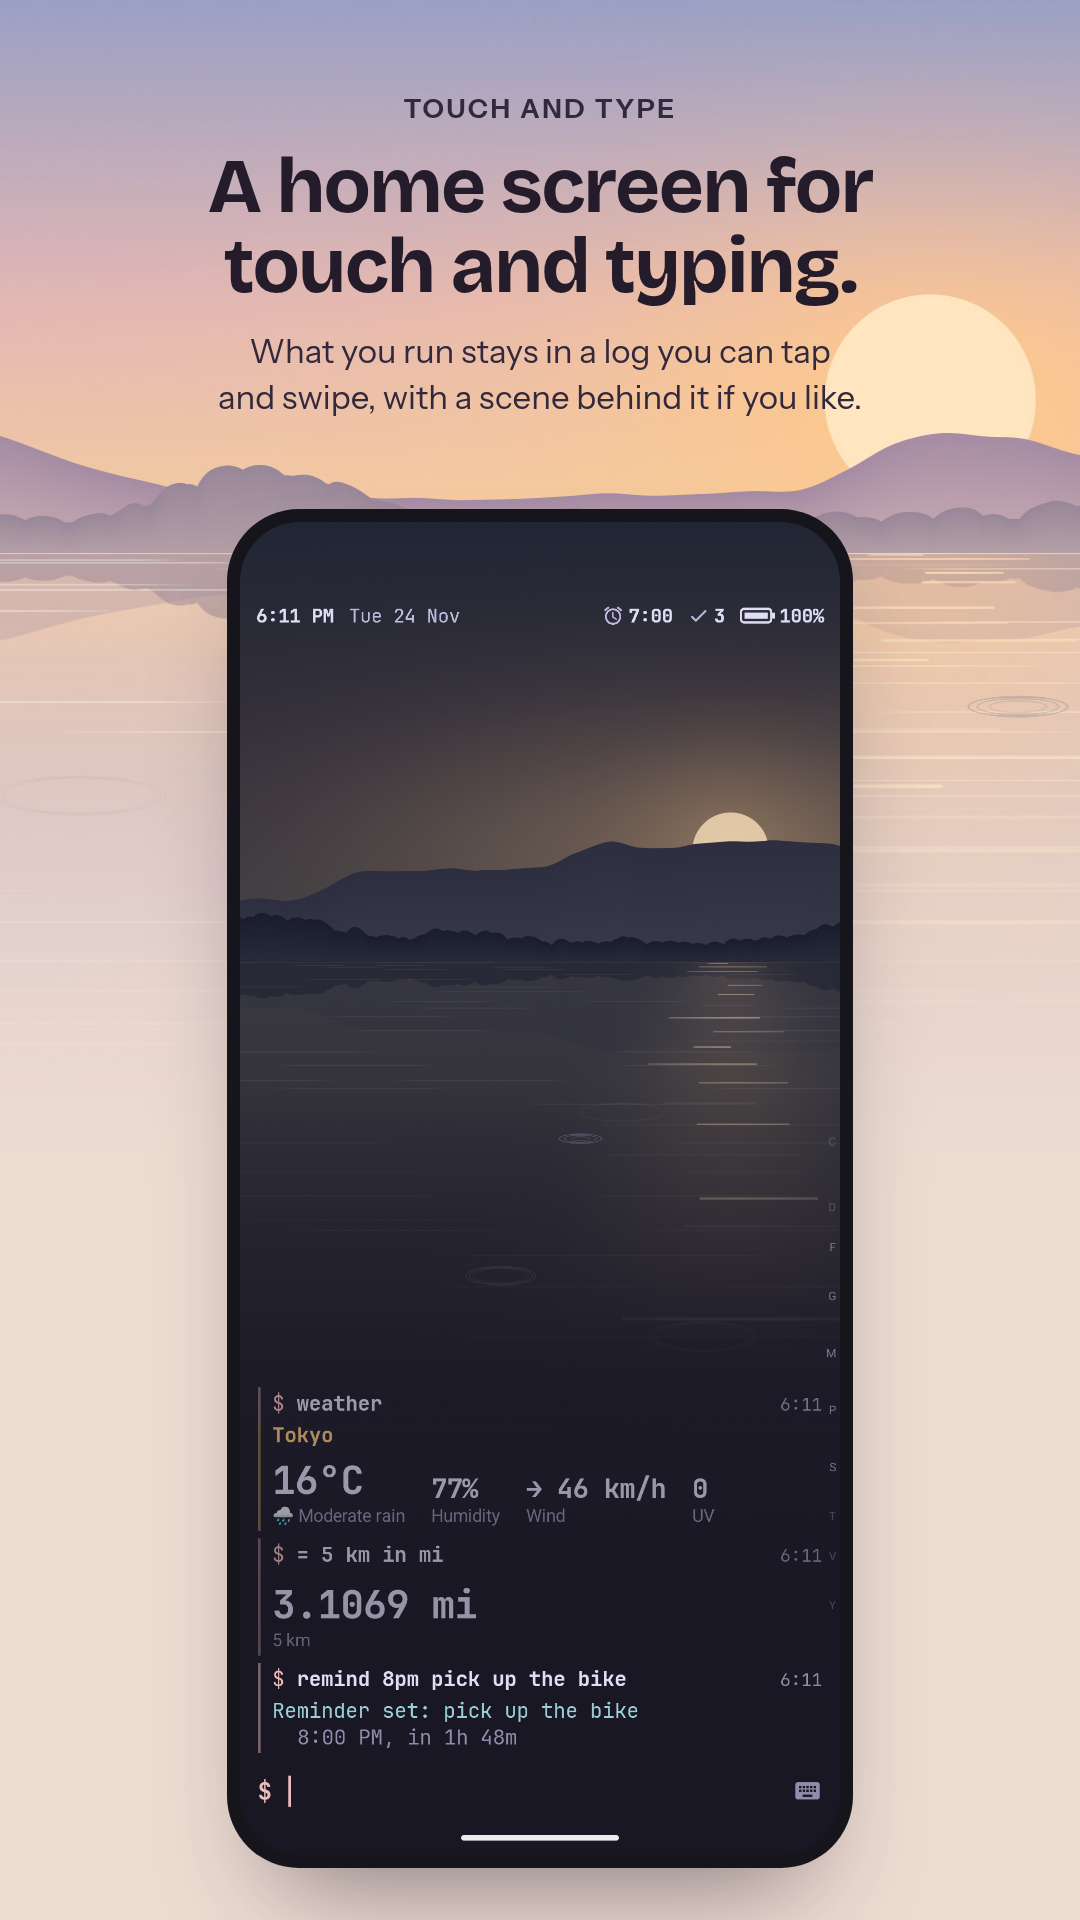 TOUCH AND TYPE
A home screen for
touch and typing.
What you run stays in a log you can tap
and swipe, with a scene behind it if you like.
6:11 PM Tue 24 Nov 7:00 3 100%
C
D
F
G
M
$ weather 6:11 P
Tokyo
S
16°C 77% → 46 km/h 0
Moderate rain Humidity Wind UV T
$ = 5 km in mi 6:11 V
3.1069 mi Y
5 km
$ remind 8pm pick up the bike 6:11
Reminder set: pick up the bike
8:00 PM, in 1h 48m
$